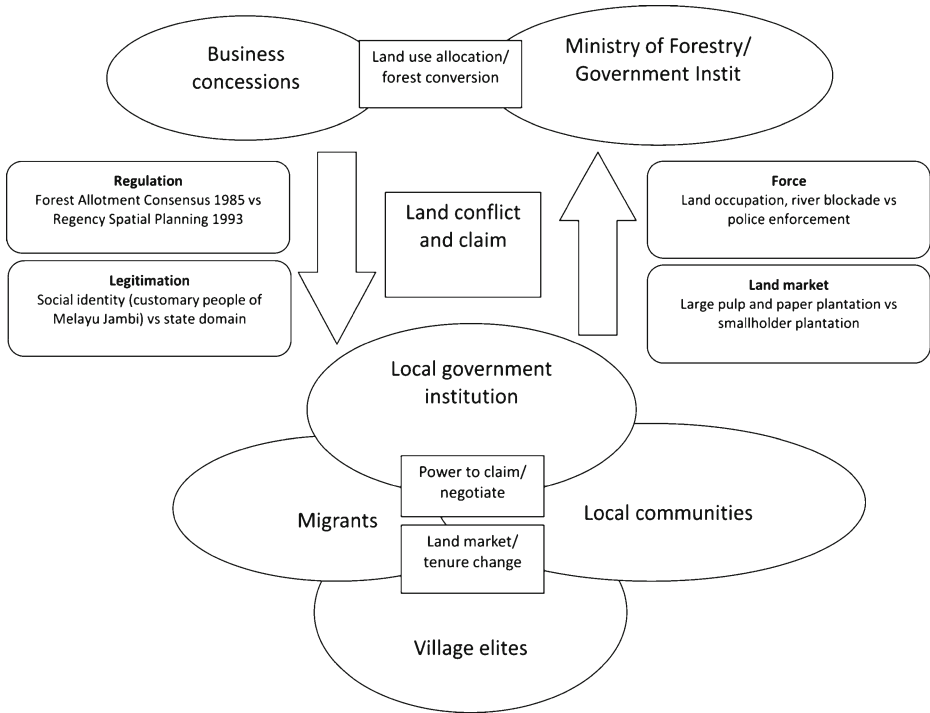 Business
concessions
Land use allocation/
forest conversion
Ministry of Forestry/
Government Instit
Regulation
Forest Allotment Consensus 1985 vs
Regency Spatial Planning 1993
Legitimation
Social identity (customary people of
Melayu Jambi) vs state domain
Land conflict
and claim
Force
Land occupation, river blockade vs
police enforcement
Land market
Large pulp and paper plantation vs
smallholder plantation
Local government
institution
Power to claim/
negotiate
Migrants
Local communities
Land market/
tenure change
Village elites